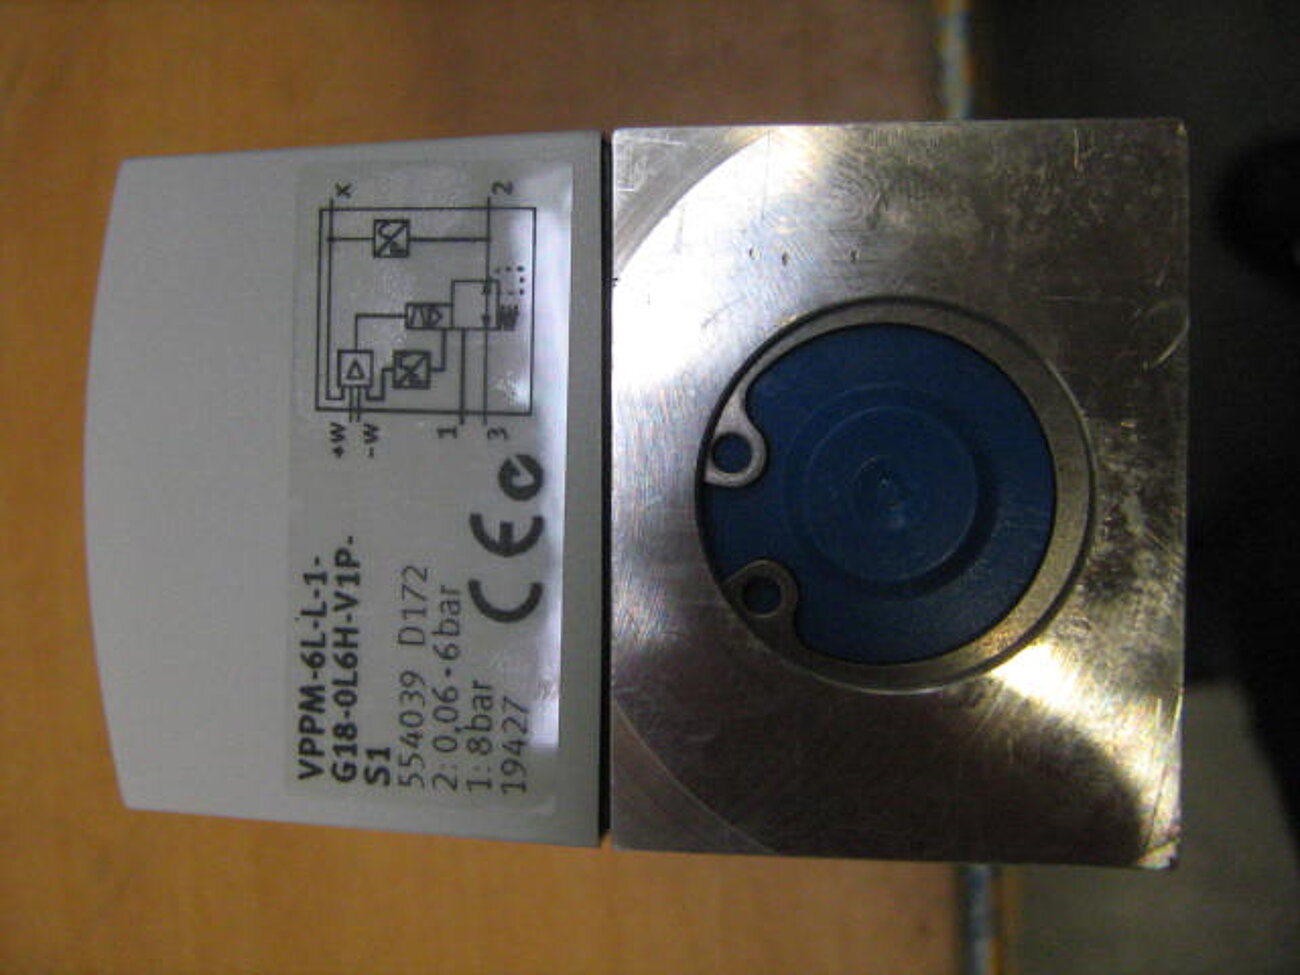 X 2
+W
-W
1
3
VPPM-6L-L-1-
G18-0L6H-V1P-
S1
554039 D172
2: 0,06-6bar
1: 8bar
19427
CE